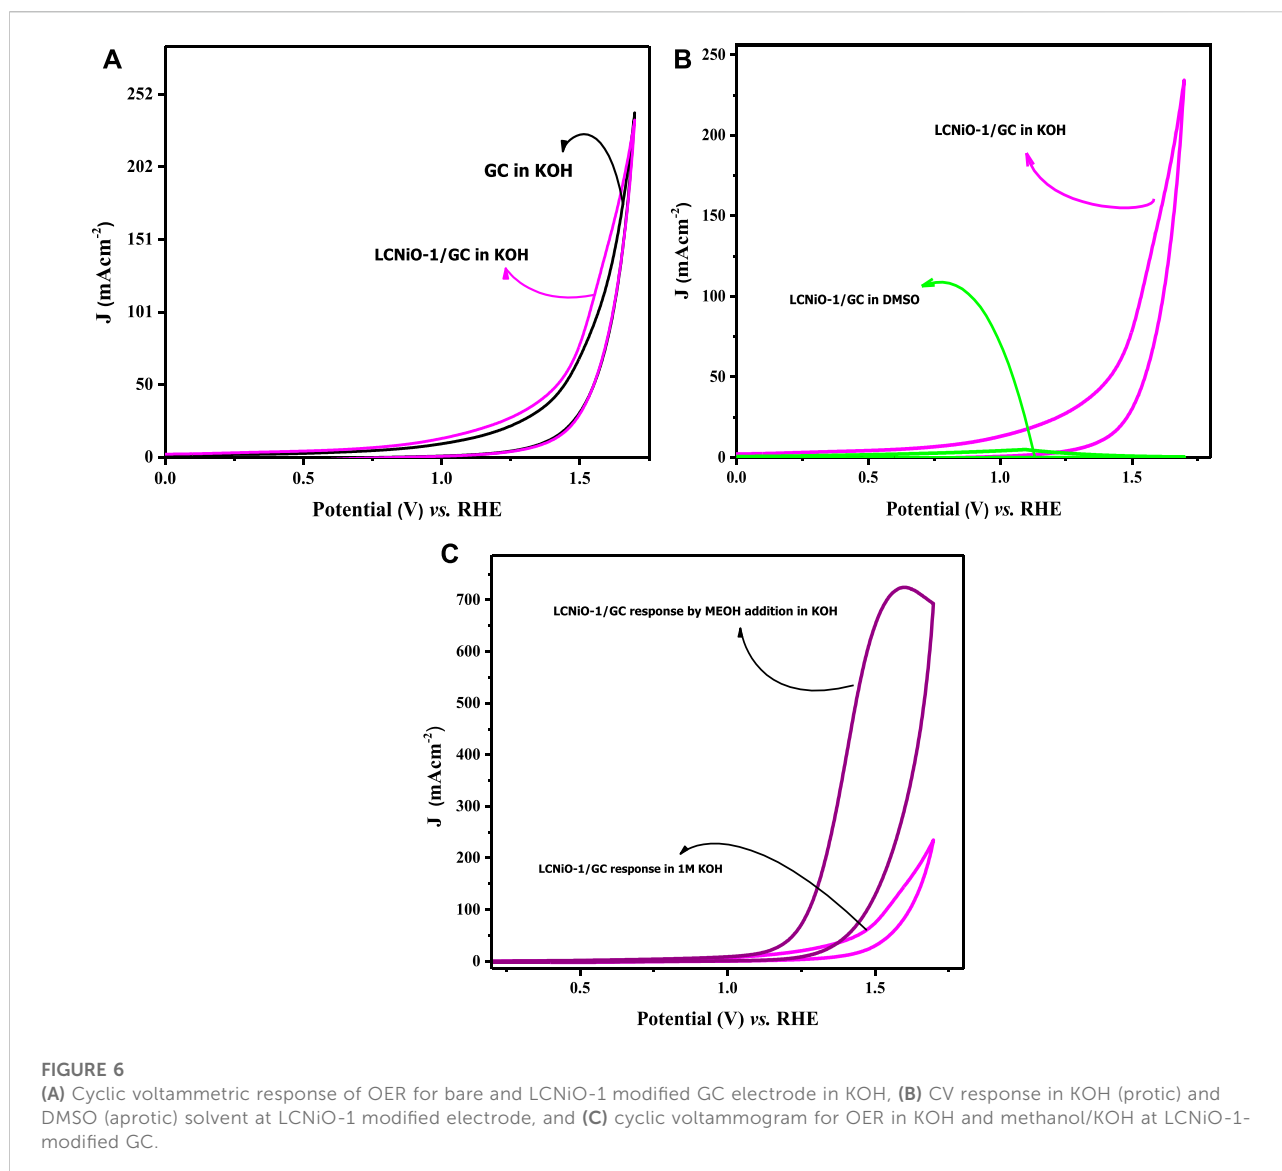 A
252
202
151
101
50
0
J (mAcm-2)
GC in KOH
LCNiO-1/GC in KOH
0.0 0.5 1.0 1.5
Potential (V) vs. RHE
B
250
200
150
100
50
0
J (mAcm-2)
LCNiO-1/GC in KOH
LCNiO-1/GC in DMSO
0.0 0.5 1.0 1.5
Potential (V) vs. RHE
C
700
600
500
400
300
200
100
0
J (mAcm-2)
LCNiO-1/GC response by MEOH addition in KOH
LCNiO-1/GC response in 1M KOH
0.5 1.0 1.5
Potential (V) vs. RHE
FIGURE 6
(A) Cyclic voltammetric response of OER for bare and LCNiO-1 modified GC electrode in KOH, (B) CV response in KOH (protic) and
DMSO (aprotic) solvent at LCNiO-1 modified electrode, and (C) cyclic voltammogram for OER in KOH and methanol/KOH at LCNiO-1-
modified GC.